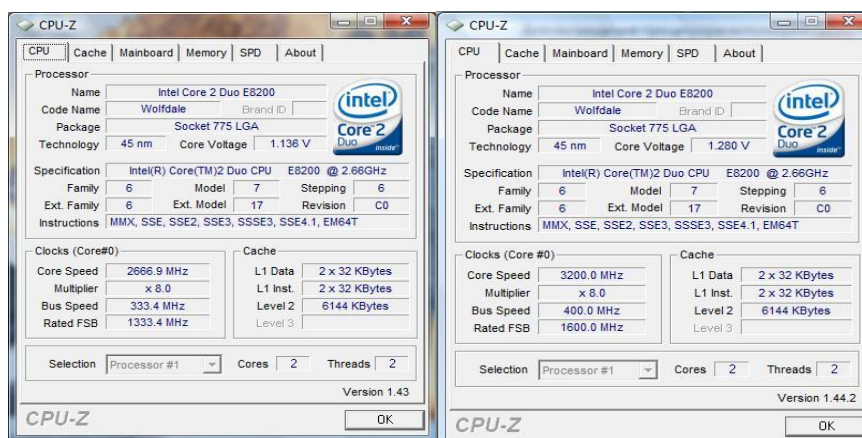 CPU-Z
CPU Cache Mainboard Memory SPD About
Processor
Name Intel Core 2 Duo E8200
Code Name Wolfdale Brand ID
Package Socket 775 LGA
Technology 45 nm Core Voltage 1.136 V
intel
Core 2
Duo inside
Specification Intel(R) Core(TM)2 Duo CPU E8200 @ 2.66GHz
Family 6 Model 7 Stepping 6
Ext. Family 6 Ext. Model 17 Revision C0
Instructions MMX, SSE, SSE2, SSE3, SSSE3, SSE4.1, EM64T
Clocks (Core#0)
Core Speed 2666.9 MHz
Multiplier x 8.0
Bus Speed 333.4 MHz
Rated FSB 1333.4 MHz
Cache
L1 Data 2 x 32 KBytes
L1 Inst. 2 x 32 KBytes
Level 2 6144 KBytes
Level 3
Selection Processor #1 Cores 2 Threads 2
Version 1.43
CPU-Z OK
CPU-Z
CPU Cache Mainboard Memory SPD About
Processor
Name Intel Core 2 Duo E8200
Code Name Wolfdale Brand ID
Package Socket 775 LGA
Technology 45 nm Core Voltage 1.280 V
intel
Core 2
Duo inside
Specification Intel(R) Core(TM)2 Duo CPU E8200 @ 2.66GHz
Family 6 Model 7 Stepping 6
Ext. Family 6 Ext. Model 17 Revision C0
Instructions MMX, SSE, SSE2, SSE3, SSSE3, SSE4.1, EM64T
Clocks (Core #0)
Core Speed 3200.0 MHz
Multiplier x 8.0
Bus Speed 400.0 MHz
Rated FSB 1600.0 MHz
Cache
L1 Data 2 x 32 KBytes
L1 Inst. 2 x 32 KBytes
Level 2 6144 KBytes
Level 3
Selection Processor #1 Cores 2 Threads 2
Version 1.44.2
CPU-Z OK